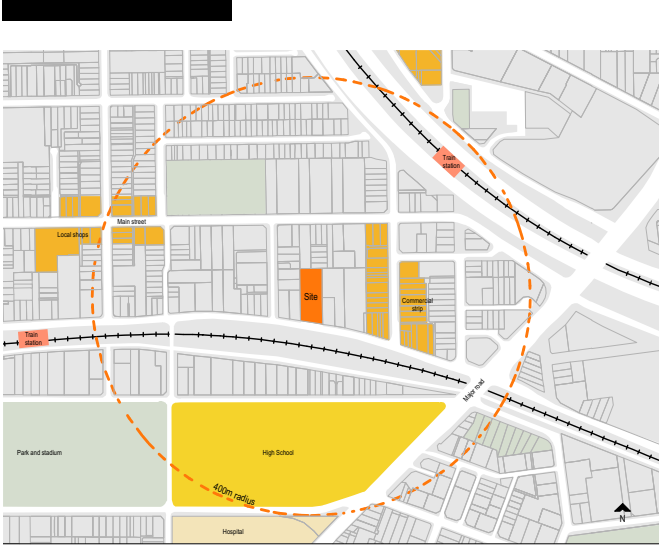 Train
station
Main street
Local shops
Site
Commercial
strip
Train
station
Major road
Park and stadium
High School
400m radius
N
Hospital